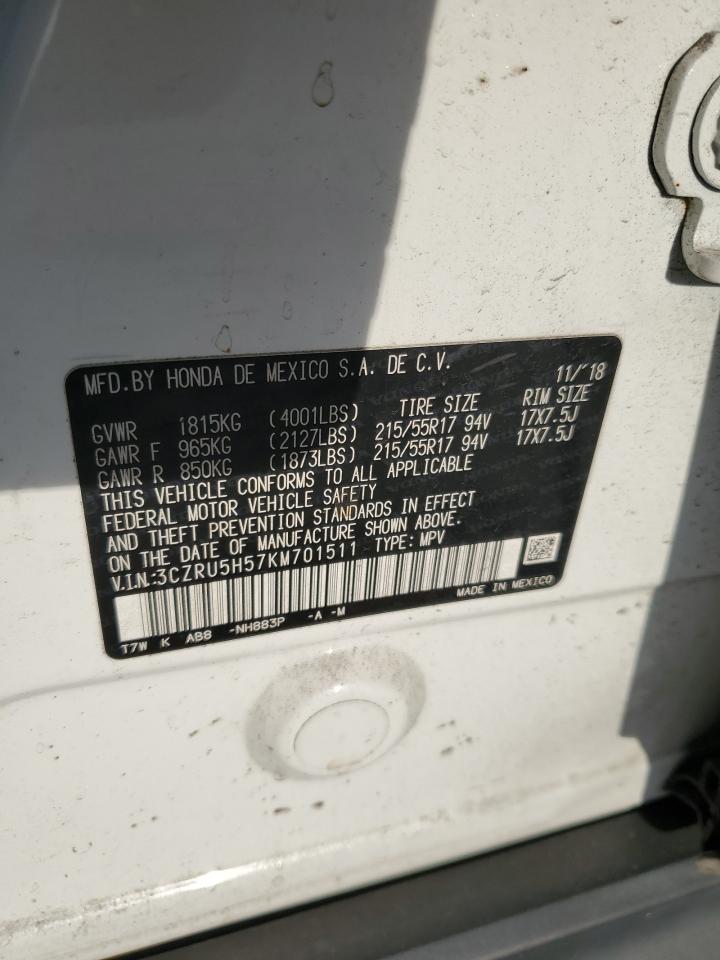 MFD.BY HONDA DE MEXICO S.A. DE C.V. 11/'18
TIRE SIZE RIM SIZE
GVWR 1815KG (4001LBS)
GAWR F 965KG (2127LBS) 215/55R17 94V 17X7.5J
GAWR R 850KG (1873LBS) 215/55R17 94V 17X7.5J
THIS VEHICLE CONFORMS TO ALL APPLICABLE
FEDERAL MOTOR VEHICLE SAFETY
AND THEFT PREVENTION STANDARDS IN EFFECT
ON THE DATE OF MANUFACTURE SHOWN ABOVE.
V.I.N.:3CZRU5H57KM701511 TYPE: MPV
MADE IN MEXICO
T7W K AB8 -NH883P -A -M